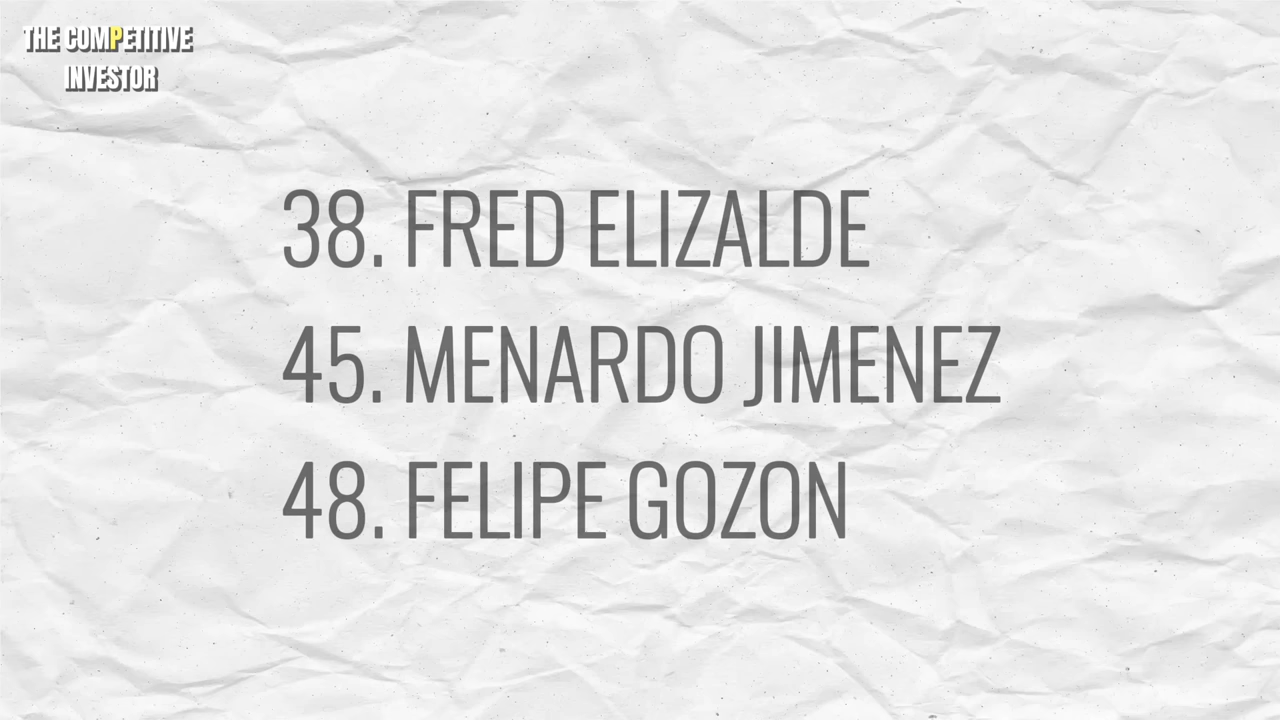 THE COMPETITIVE
INVESTOR
38. FRED ELIZALDE
45. MENARDO JIMENEZ
48. FELIPE GOZON